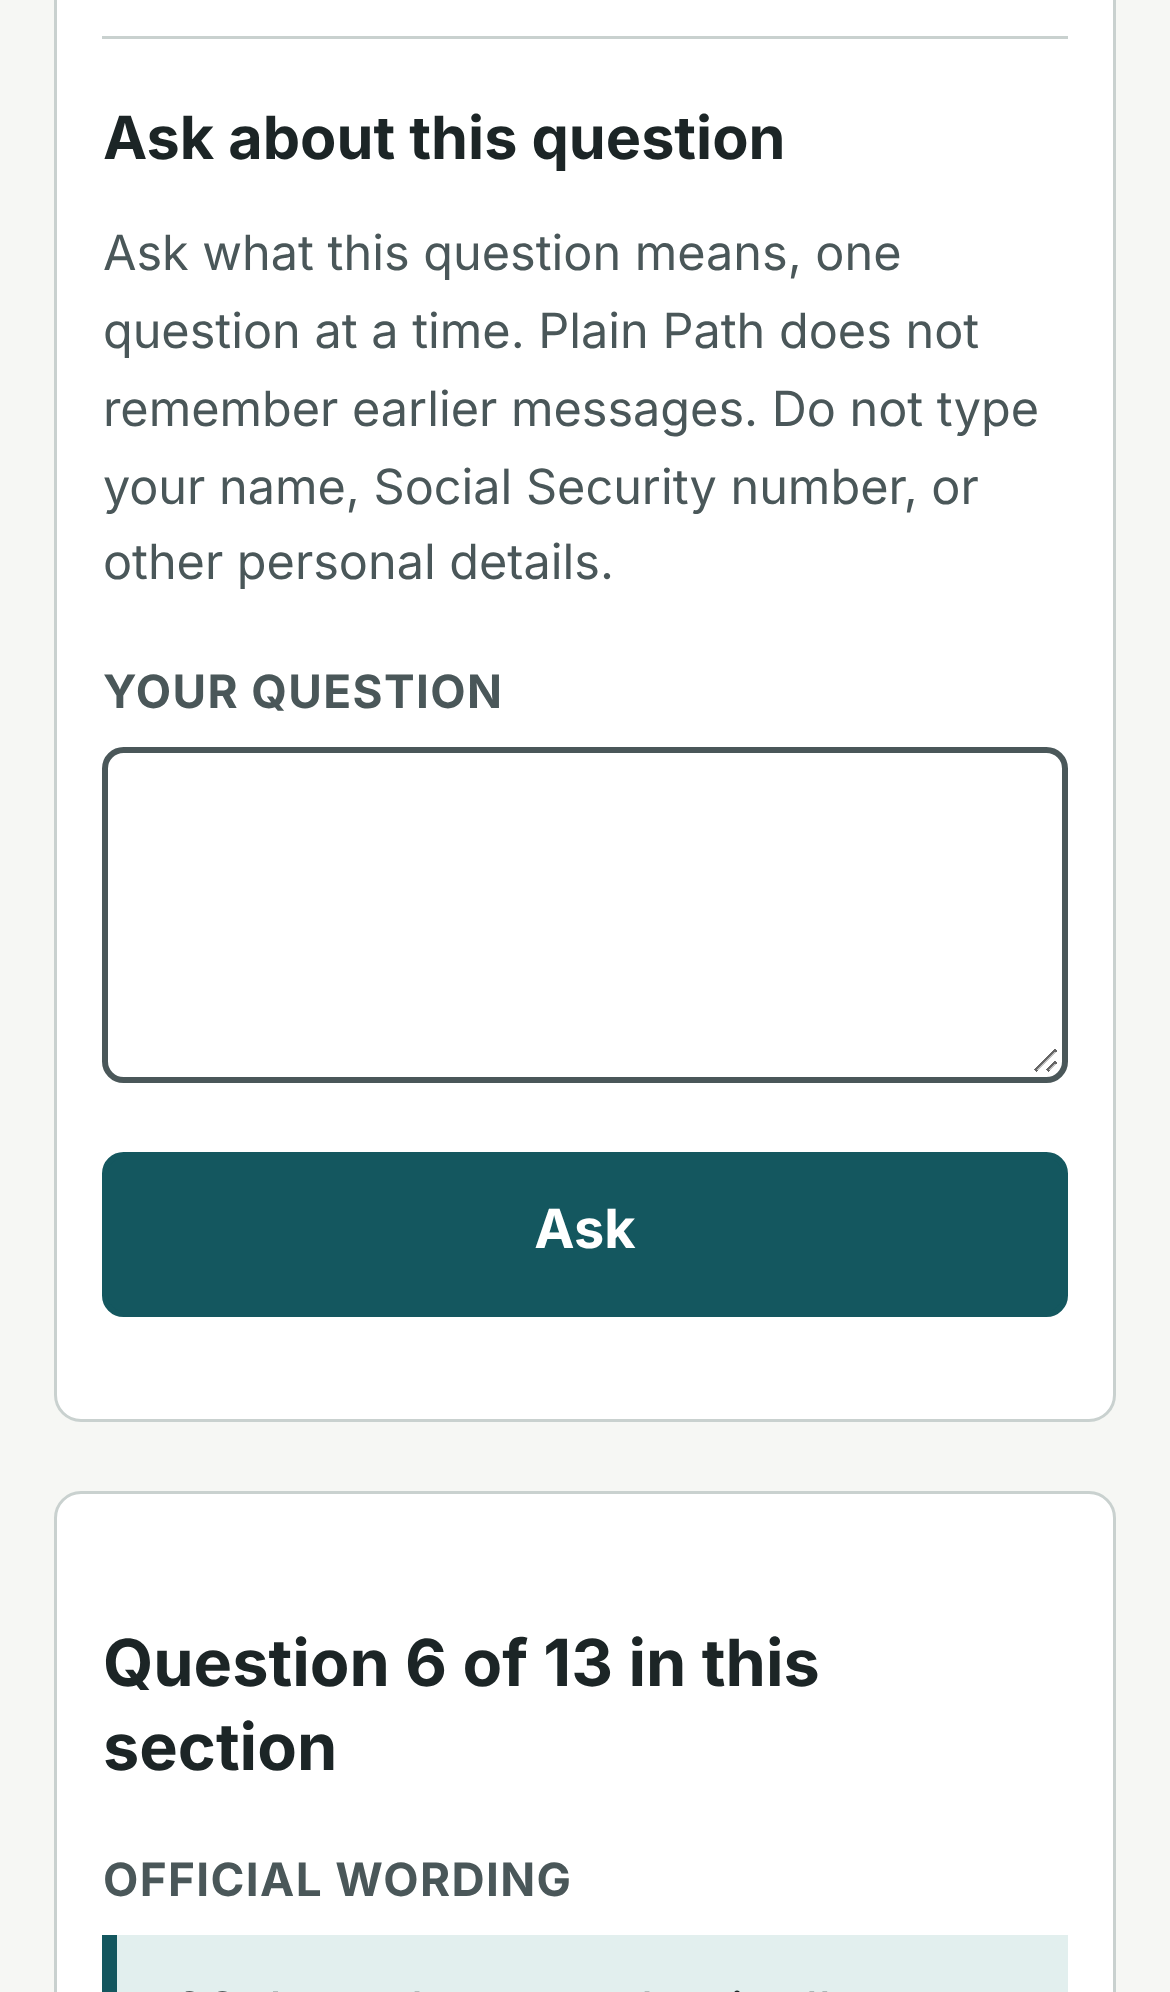 Ask about this question
Ask what this question means, one
question at a time. Plain Path does not
remember earlier messages. Do not type
your name, Social Security number, or
other personal details.
YOUR QUESTION
Ask
Question 6 of 13 in this
section
OFFICIAL WORDING